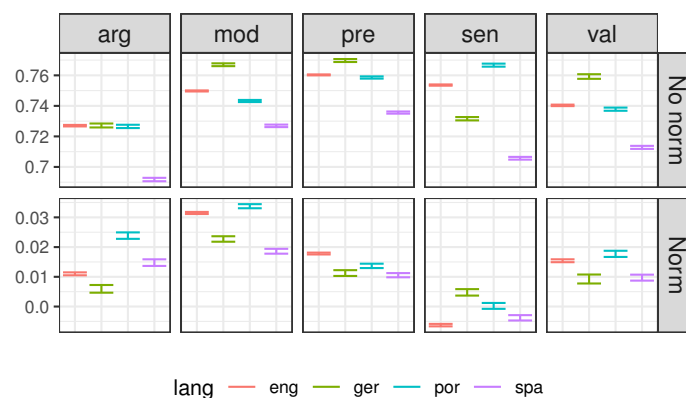 arg mod pre sen val
0.76
0.74
0.72
0.7
No norm
0.03
0.02
0.01
0.0
Norm
lang eng ger por spa